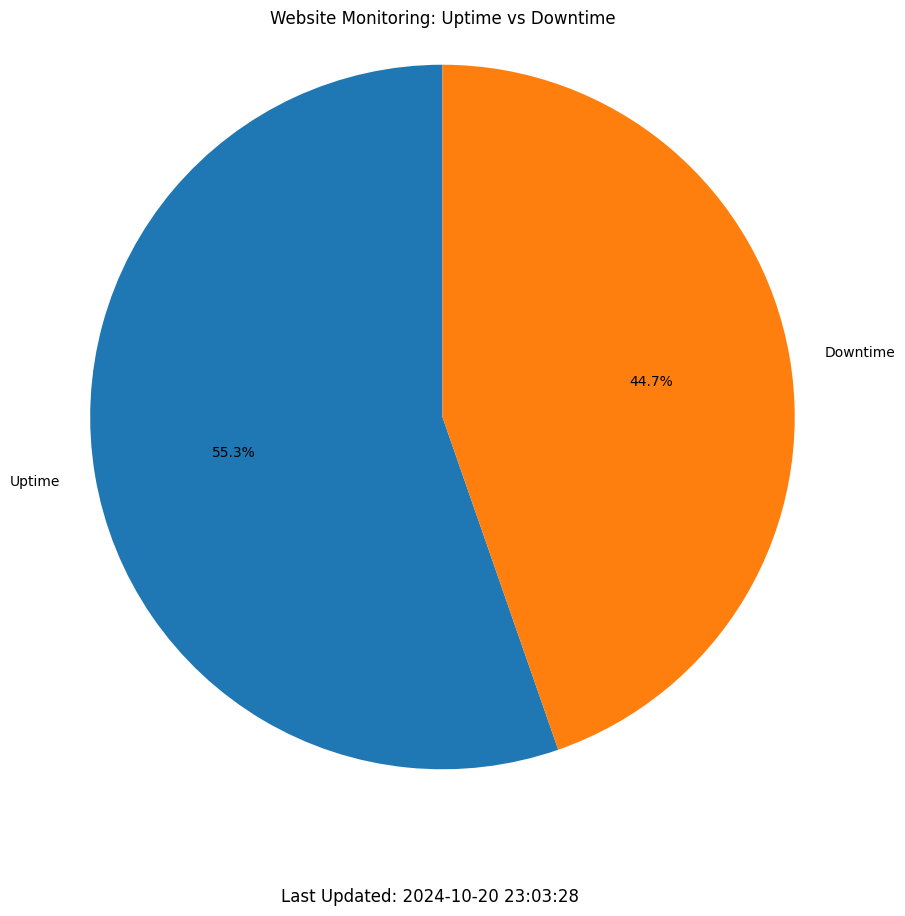 Website Monitoring: Uptime vs Downtime
Downtime
44.7%
55.3%
Uptime
Last Updated: 2024-10-20 23:03:28